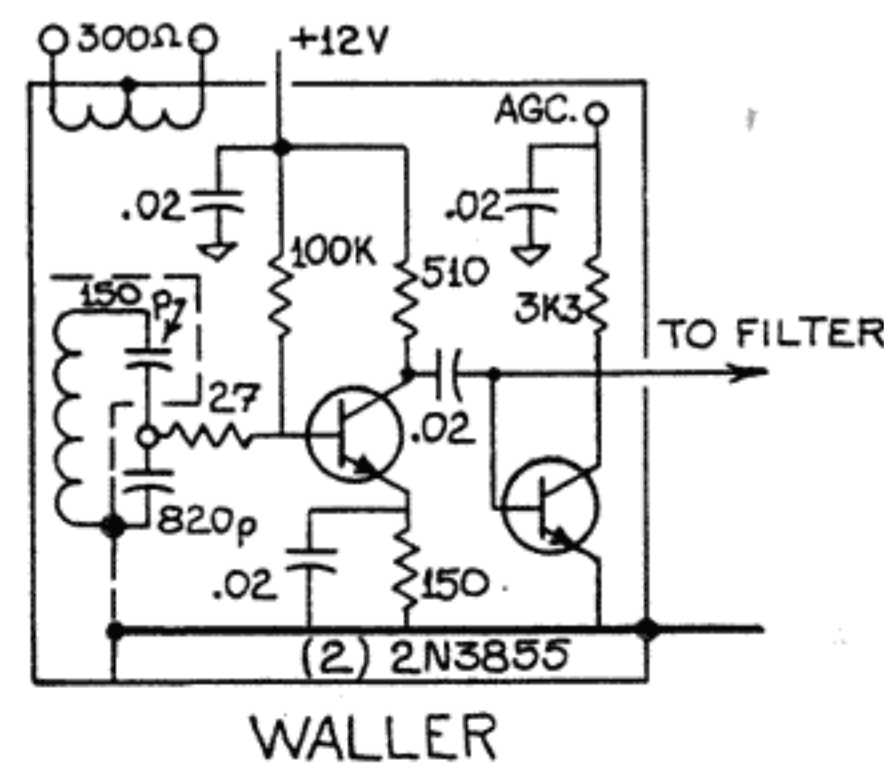 300Ω
+12V
AGC.
.02
.02
100K
510
3K3
150
P7
TO FILTER
27
.02
820p
.02
150
(2) 2N3855
WALLER